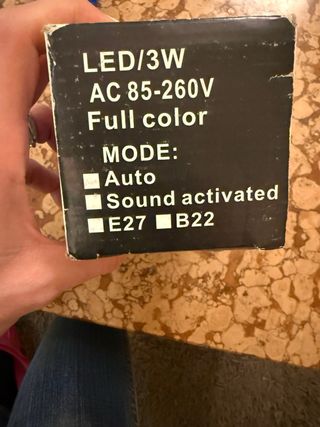 LED/3W
AC 85-260V
Full color
MODE:
Auto
Sound activated
E27 B22